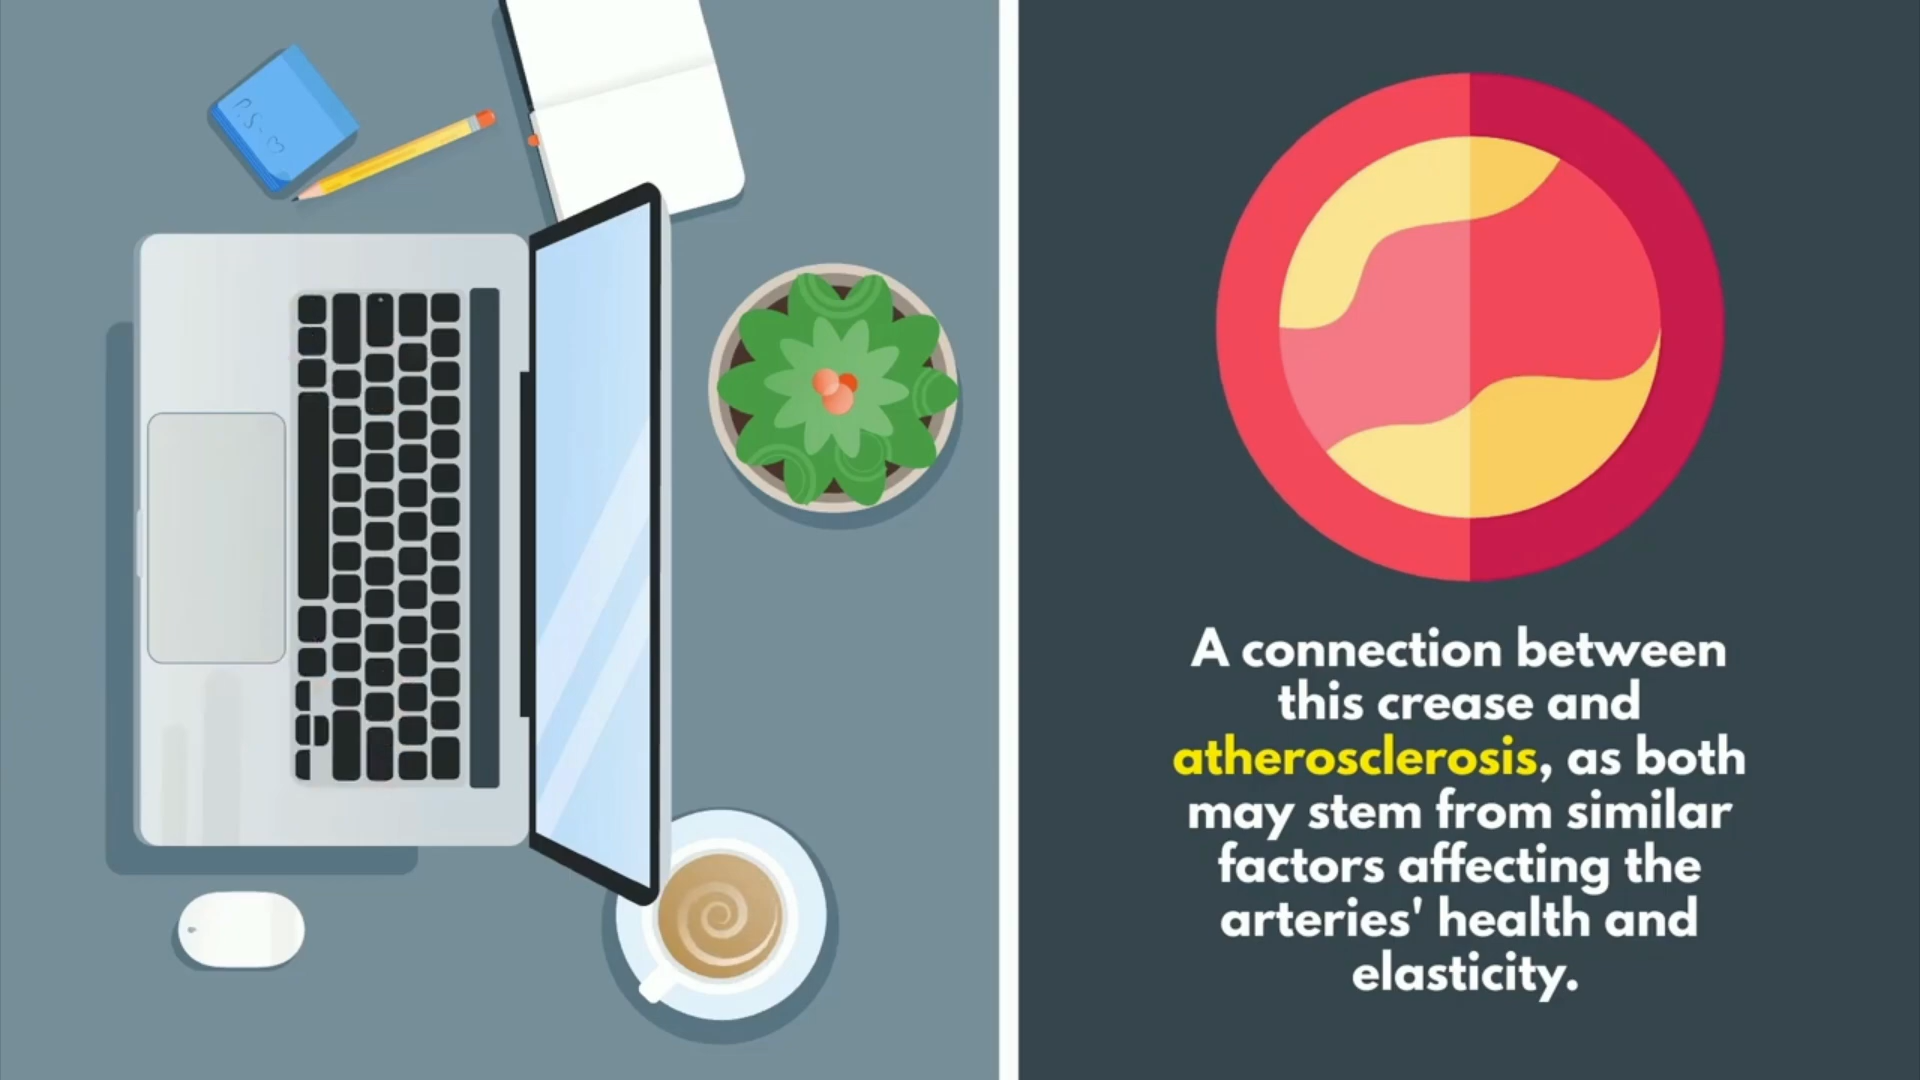 P.S-♡
A connection between
this crease and
atherosclerosis, as both
may stem from similar
factors affecting the
arteries' health and
elasticity.